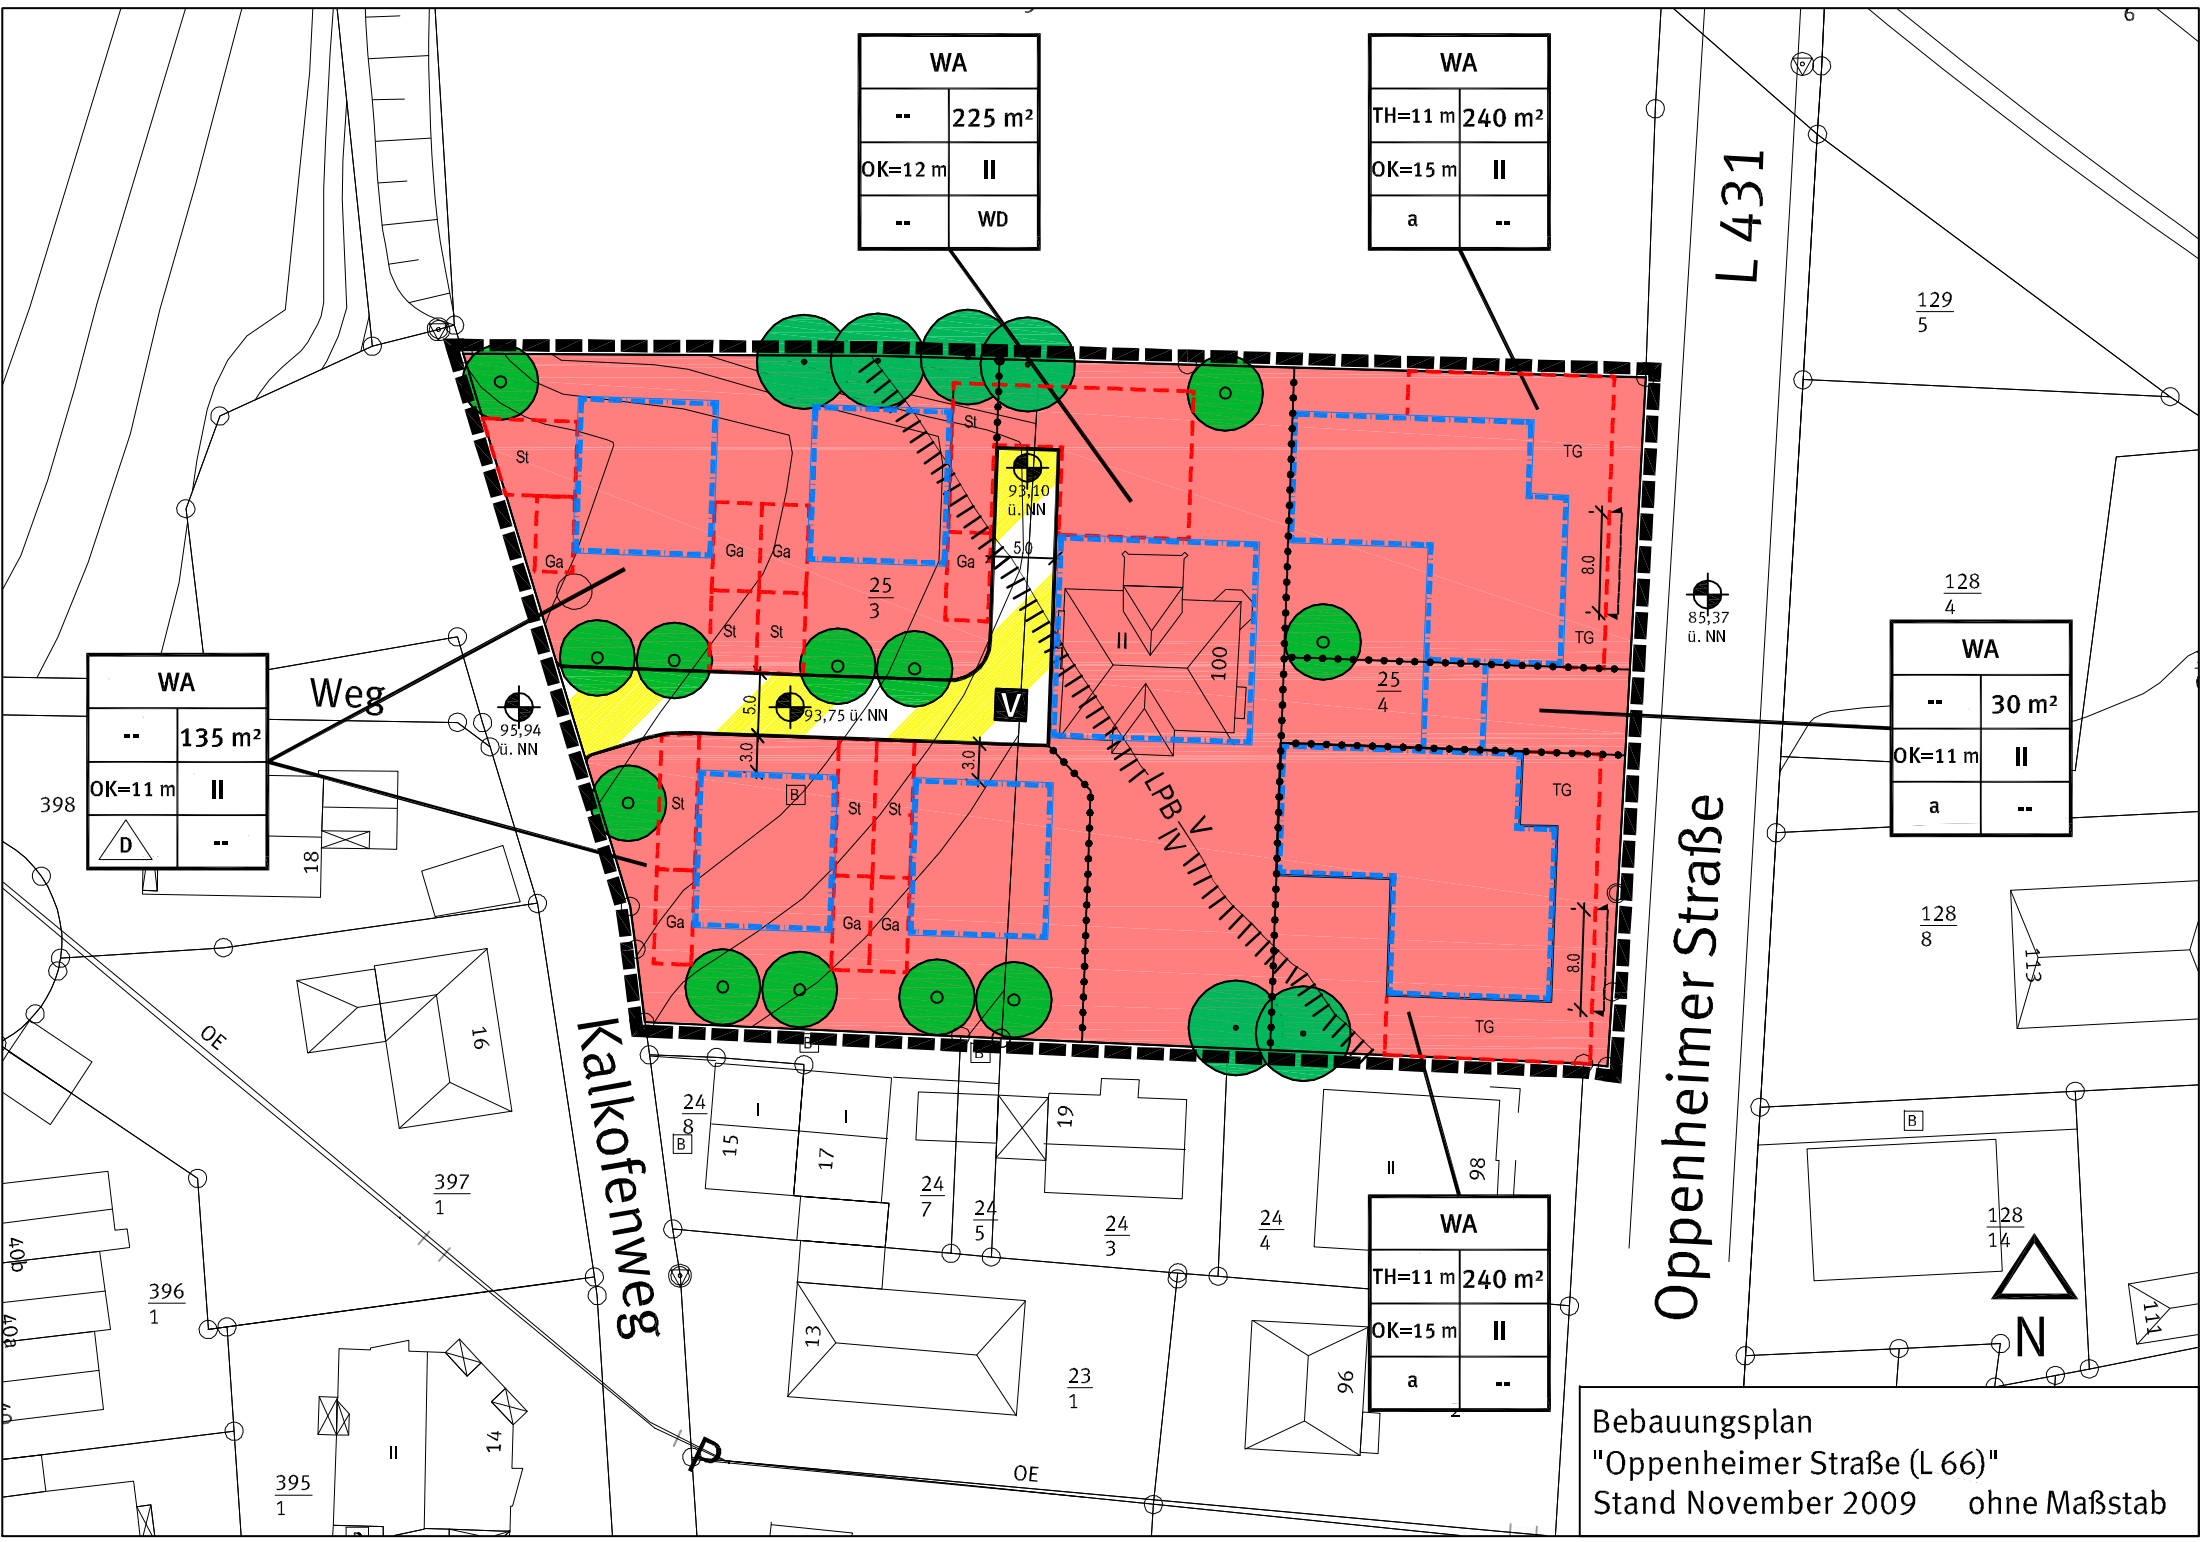 6
WA
-- 225 m²
OK=12 m II
-- WD
WA
TH=11 m 240 m²
OK=15 m II
a --
L 431
129
5
St
St
TG
93,10
ü. NN
5.0
Ga
Ga
Ga
Ga
25
3
8.0
128
4
85,37
ü. NN
II
100
St
St
TG
WA
-- 30 m²
OK=11 m II
a --
WA
-- 135 m²
OK=11 m II
D --
Weg
95,94
ü. NN
5.0
93,75 ü. NN
V
25
4
3.0
3.0
398
18
St
B
St
St
LPB V
IV
TG
Ga
Ga
Ga
8.0
128
8
113
TG
Oppenheimer Straße
OE
16
Kalkofenweg
B
B
24
8
B
I
I
15
17
19
24
7
24
5
24
3
24
4
II
98
B
128
14
397
1
40b
40a
396
1
WA
TH=11 m 240 m²
OK=15 m II
a --
111
N
13
23
1
96
2
II
14
395
1
P
OE
Bebauungsplan
"Oppenheimer Straße (L 66)"
Stand November 2009 ohne Maßstab